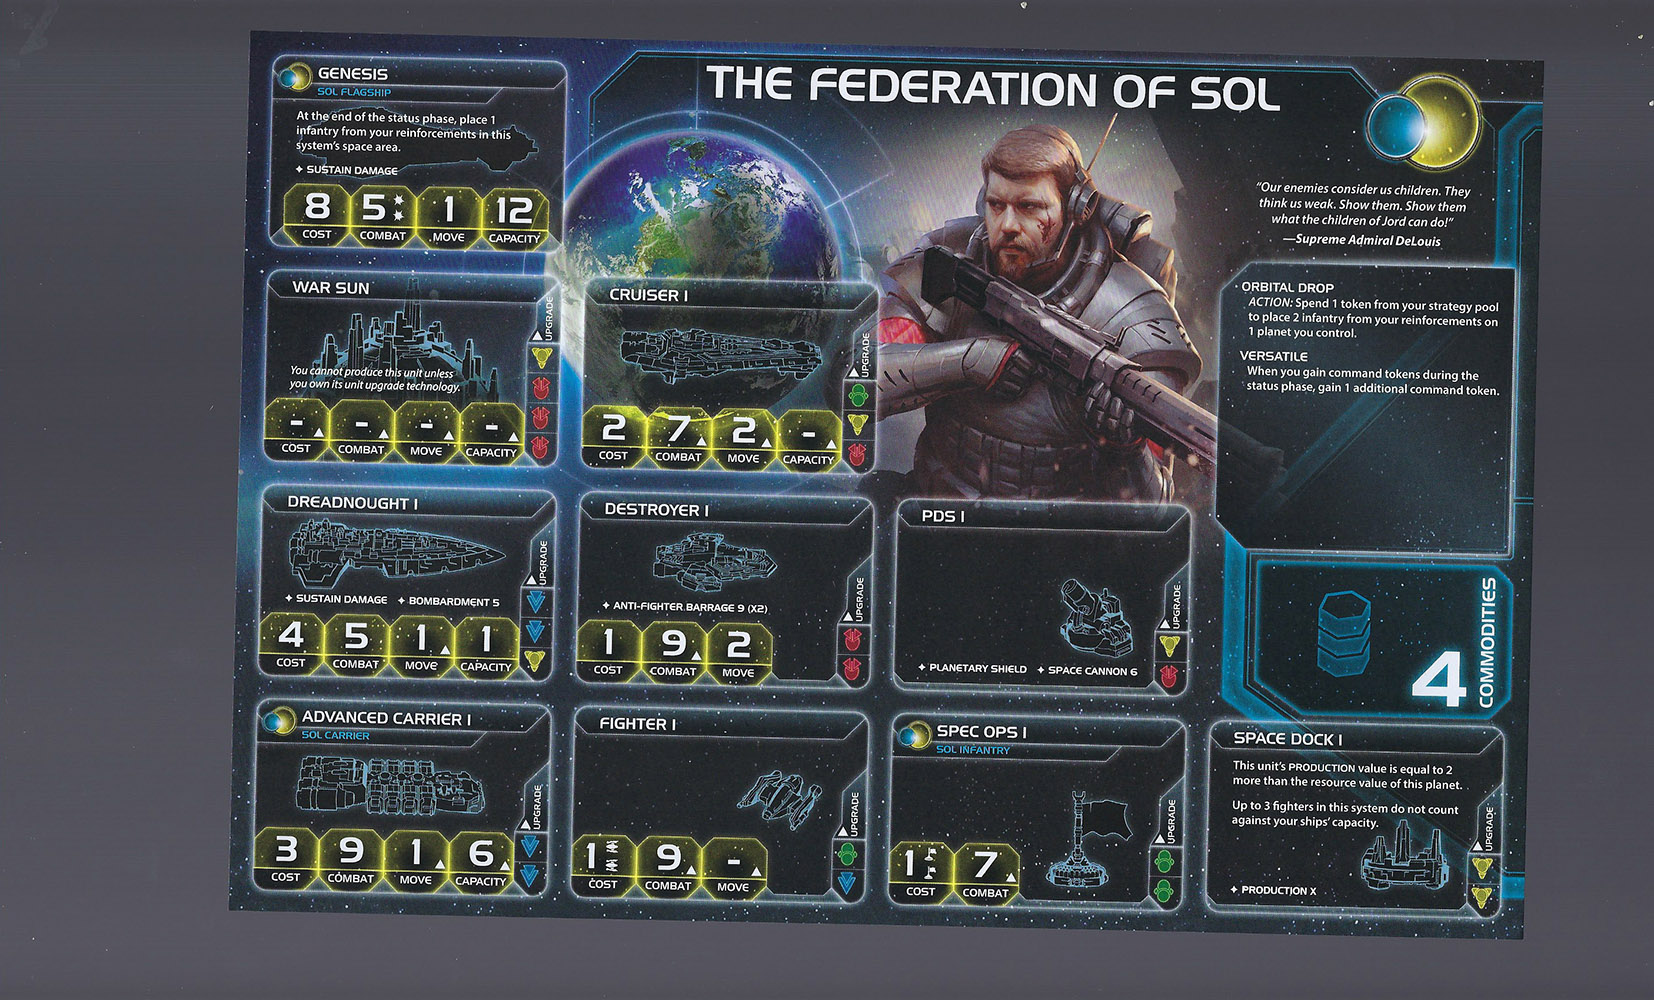 THE FEDERATION OF SOL
GENESIS
SOL FLAGSHIP
At the end of the status phase, place 1
infantry from your reinforcements in this
system's space area.
SUSTAIN DAMAGE
8 5 1 12
COST COMBAT MOVE CAPACITY
"Our enemies consider us children. They
think us weak. Show them. Show them
what the children of Jord can do!"
—Supreme Admiral DeLouis
ORBITAL DROP
ACTION: Spend 1 token from your strategy pool
to place 2 infantry from your reinforcements on
1 planet you control.
VERSATILE
When you gain command tokens during the
status phase, gain 1 additional command token.
WAR SUN
UPGRADE
You cannot produce this unit unless
you own its unit upgrade technology.
- - - -
COST COMBAT MOVE CAPACITY
CRUISER I
UPGRADE
2 7 2 -
COST COMBAT MOVE CAPACITY
DREADNOUGHT I
UPGRADE
SUSTAIN DAMAGE BOMBARDMENT 5
4 5 1 1
COST COMBAT MOVE CAPACITY
DESTROYER I
UPGRADE
ANTI-FIGHTER BARRAGE 9 (X2)
1 9 2
COST COMBAT MOVE
PDS I
UPGRADE
PLANETARY SHIELD SPACE CANNON 6
4
COMMODITIES
ADVANCED CARRIER I
SOL CARRIER
UPGRADE
3 9 1 6
COST COMBAT MOVE CAPACITY
FIGHTER I
UPGRADE
1 9 -
COST COMBAT MOVE
SPEC OPS I
SOL INFANTRY
UPGRADE
1 7
COST COMBAT
SPACE DOCK I
This unit's PRODUCTION value is equal to 2
more than the resource value of this planet.
Up to 3 fighters in this system do not count
against your ships' capacity.
UPGRADE
PRODUCTION X